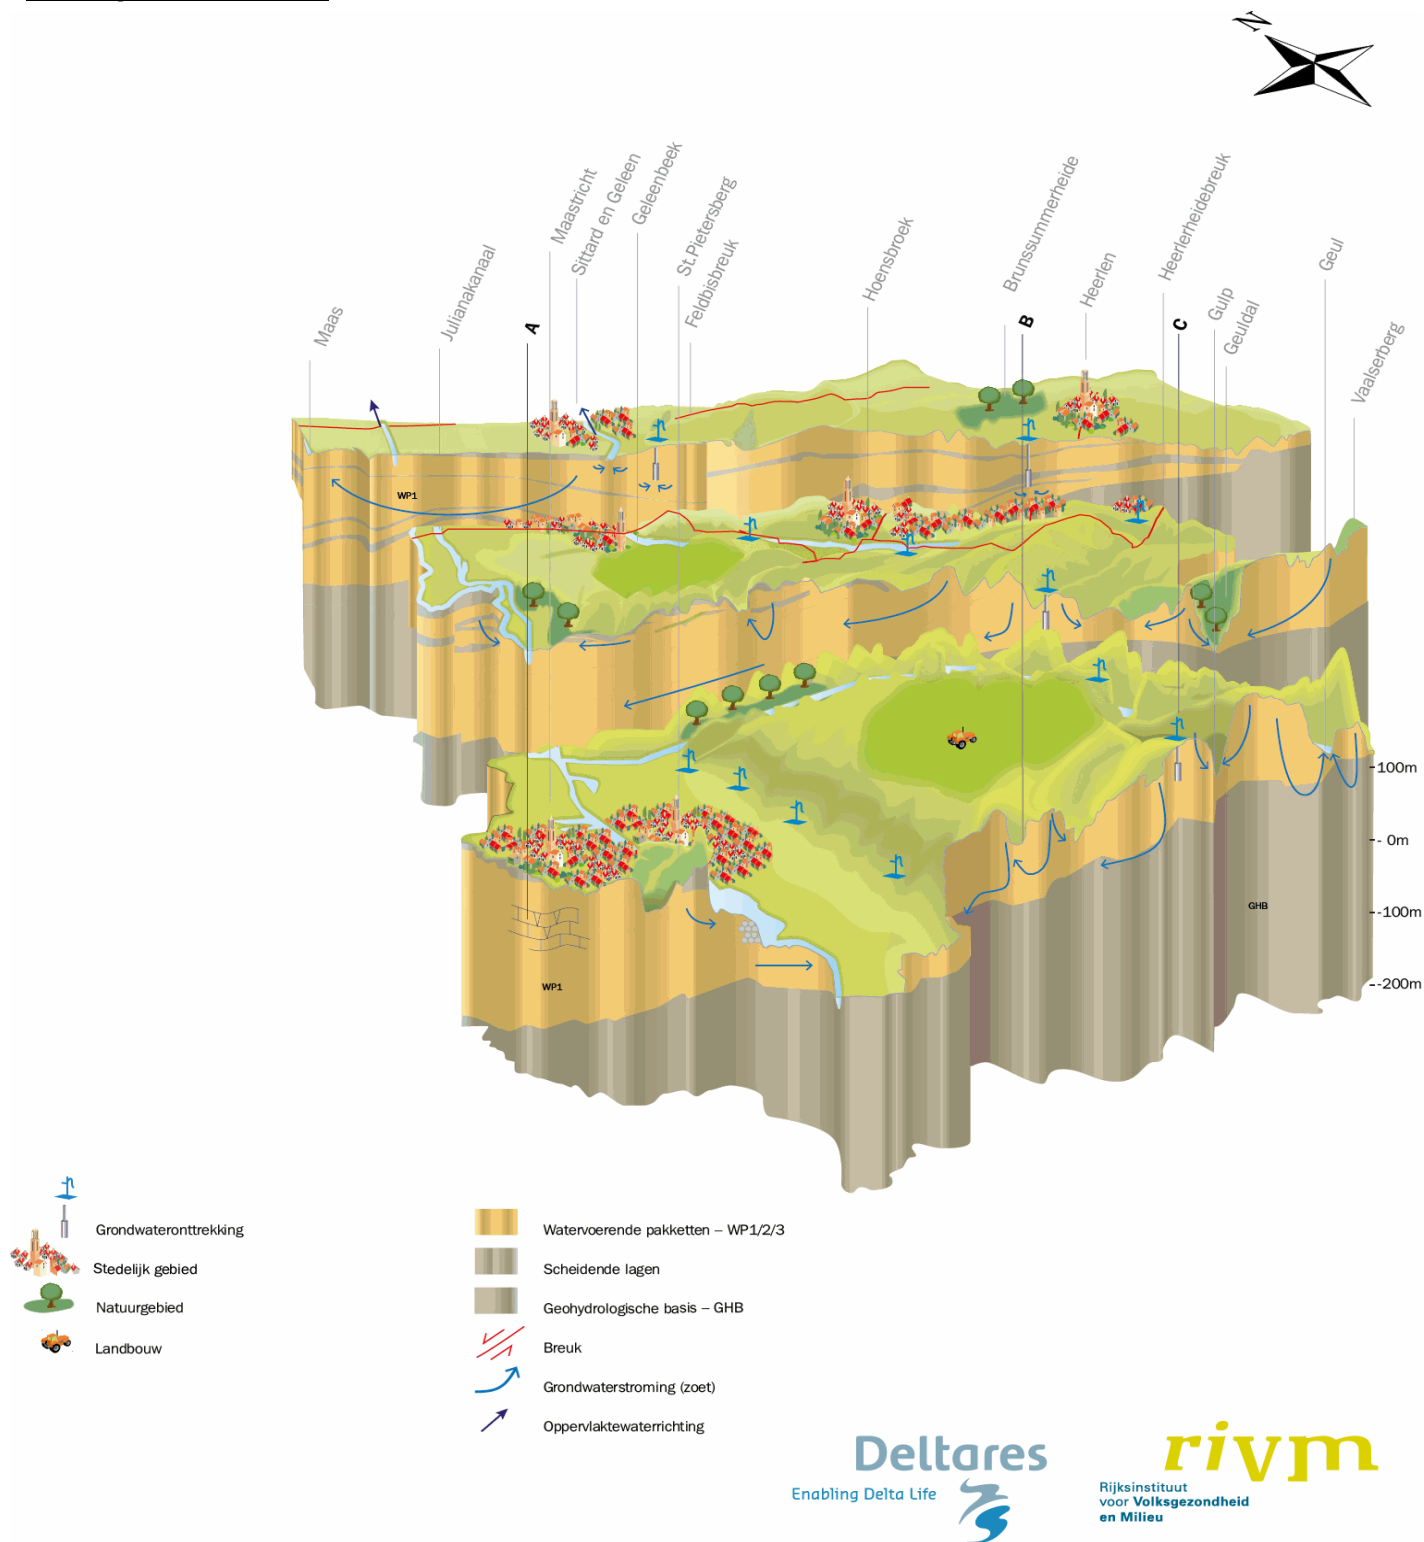 N
Maas
Julianakanaal
A
Maastricht
Sittard en Geleen
Geleenbeek
St.Pietersberg
Feldbisbreuk
Hoensbroek
Brunssummerheide
B
Heerlen
Heerlerheidebreuk
C
Gulp
Geuldal
Geul
Vaalserberg
WP1
100m
- 0m
-100m
-200m
GHB
WP1
Grondwateronttrekking
Stedelijk gebied
Natuurgebied
Landbouw
Watervoerende pakketten – WP1/2/3
Scheidende lagen
Geohydrologische basis – GHB
Breuk
Grondwaterstroming (zoet)
Oppervlaktewaterrichting
Deltares
Enabling Delta Life
rivm
Rijksinstituut
voor Volksgezondheid
en Milieu